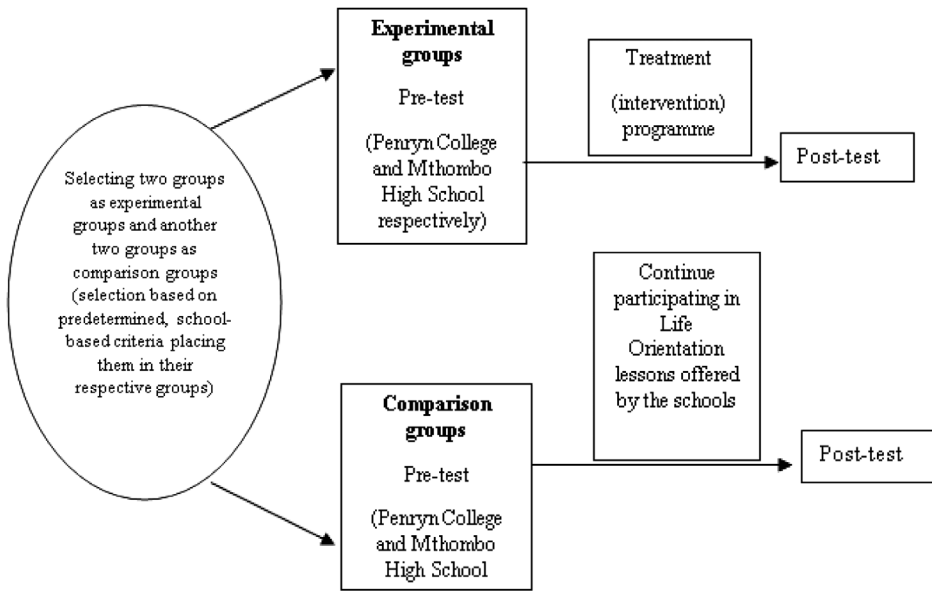 Selecting two groups
as experimental
groups and another
two groups as
comparison groups
(selection based on
predetermined, school-
based criteria placing
them in their
respective groups)
Experimental
groups
Pre-test
(Penryn College
and Mthombo
High School
respectively)
Treatment
(intervention)
programme
Post-test
Comparison
groups
Pre-test
(Penryn College
and Mthombo
High School
Continue
participating in
Life
Orientation
lessons offered
by the schools
Post-test